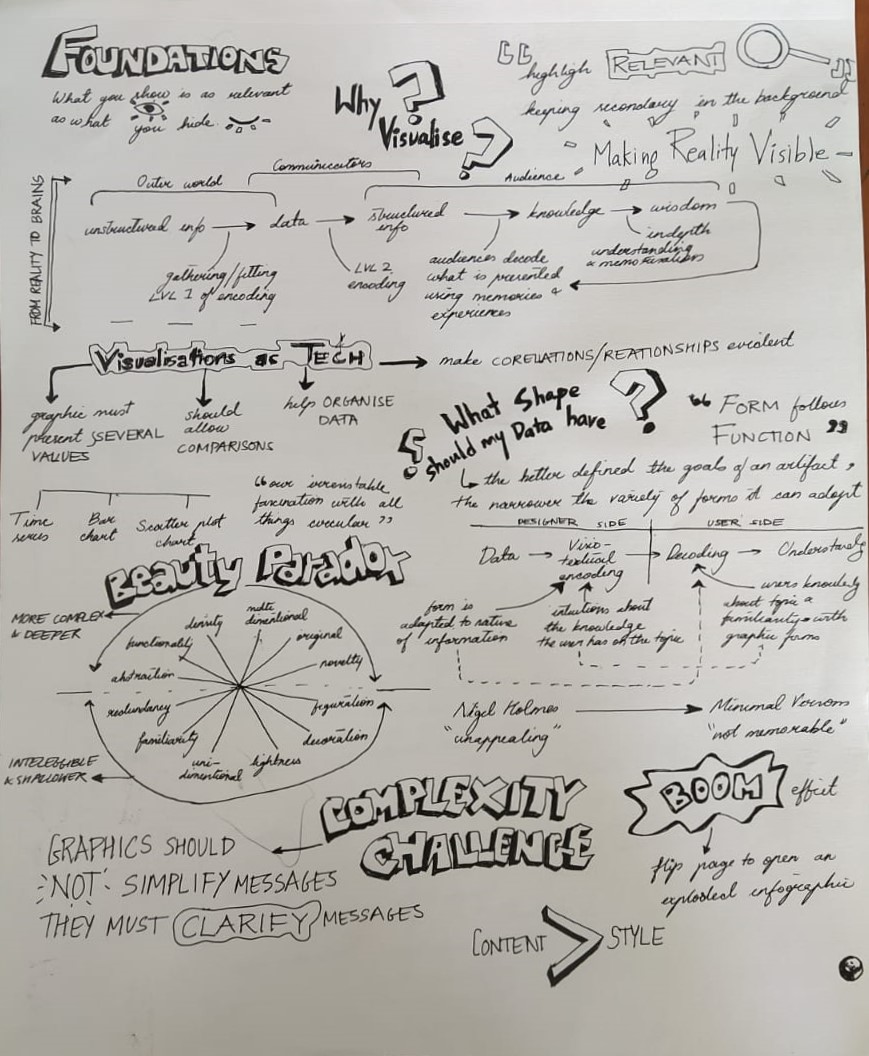 FOUNDATIONS
What you show is as relevant
as what you hide.
Why ?
Visualise ?
" highligh RELEVANT
keeping secondary in the background "
Making Reality Visible
FROM REALITY TO BRAINS
Outer world
Communicators
Audience
unstructured info
data
structured
info
knowledge
wisdom
gathering/fitting
LVL 1 of encoding
LVL 2
encoding
audiences decode
what is presented
using memories &
experiences
indepth
understanding
& memorisation
Visualisations as TECH
make CORELATIONS/REATIONSHIPS evident
graphic must
present SEVERAL
VALUES
should
allow
COMPARISONS
help ORGANISE
DATA
Time
series
Bar
chart
Scatter plot
chart
What Shape
should my Data have
?
"FORM follows
FUNCTION"
the better defined the goals of an artifact,
the narrower the variety of forms it can adopt
"our irresistable
fascination with all
things circular"
DESIGNER SIDE
USER SIDE
Data
Visio-
textual
encoding
Decoding
Understandg
form is
adapted to nature
of information
intuitions about
the knowledge
the user has on the topic
users knowledg
about topic &
familiarity with
graphic forms
Beauty Paradox
MORE COMPLEX
& DEEPER
multi
dimentional
density
original
functionality
novelty
abstraction
figuration
redundancy
decoration
familiarity
uni-
dimentional
lightness
INTELEGGIBLE
& SHALLOWER
Nigel Holmes
"unappealing"
Minimal Versions
"not memorable"
COMPLEXITY
CHALLENGE
GRAPHICS SHOULD
NOT SIMPLIFY MESSAGES
THEY MUST CLARIFY MESSAGES
BOOM effect
flip page to open an
exploded infographic
CONTENT > STYLE